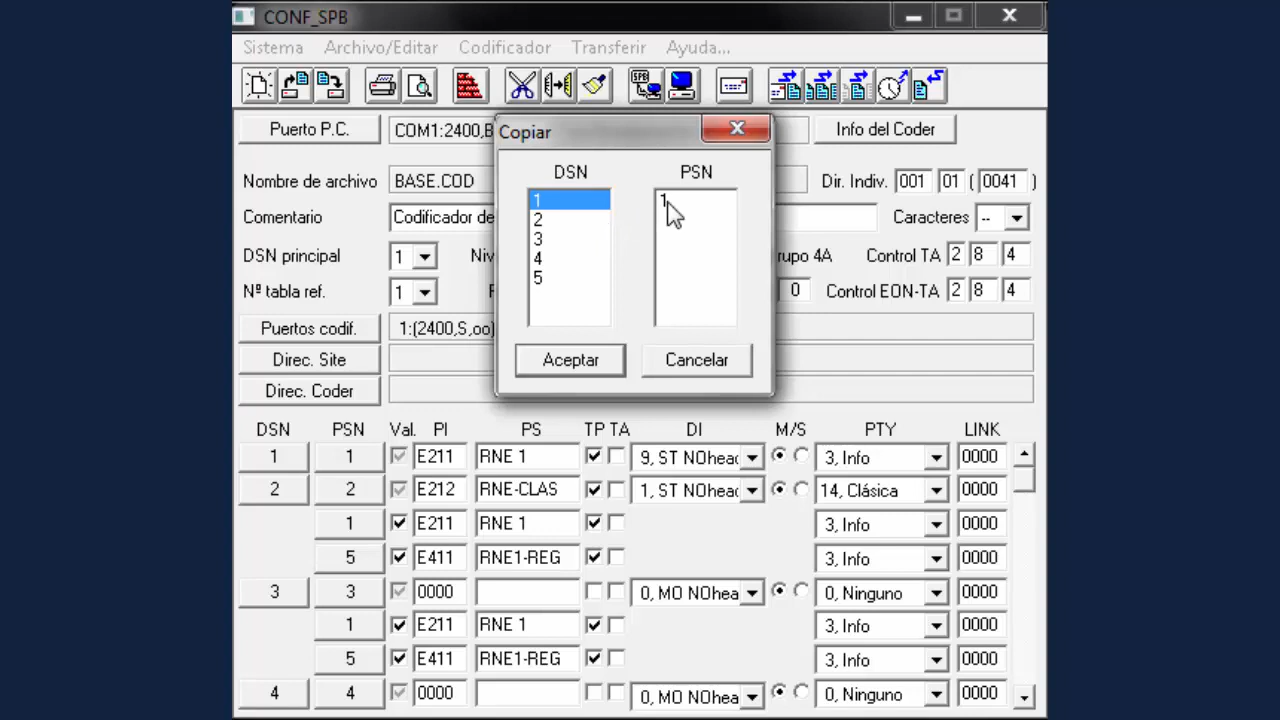 CONF_SPB
Sistema Archivo/Editar Codificador Transferir Ayuda...
SPB
Puerto P.C. COM1:2400, Info del Coder
Copiar
DSN PSN
1 1
2
3
4
5
Aceptar Cancelar
Nombre de archivo BASE.COD Dir. Indiv. 001 01 ( 0041 )
Comentario Codificador de Caracteres --
DSN principal 1 Niv rupo 4A Control TA 2 8 4
Nº tabla ref. 1 0 Control EON-TA 2 8 4
Puertos codif. 1:(2400,S,oo)
Direc. Site
Direc. Coder
DSN PSN Val. PI PS TP TA DI M/S PTY LINK
1 1 E211 RNE 1 9, ST NOhead 3, Info 0000
2 2 E212 RNE-CLAS 1, ST NOhead 14, Clásica 0000
1 E211 RNE 1 3, Info 0000
5 E411 RNE1-REG 3, Info 0000
3 3 0000 0, MO NOhea 0, Ninguno 0000
1 E211 RNE 1 3, Info 0000
5 E411 RNE1-REG 3, Info 0000
4 4 0000 0, MO NOhea 0, Ninguno 0000